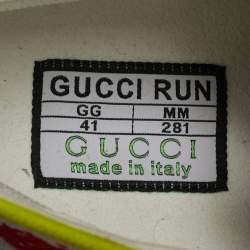 GUCCI RUN
GG MM
41 281
GUCCI
made in italy